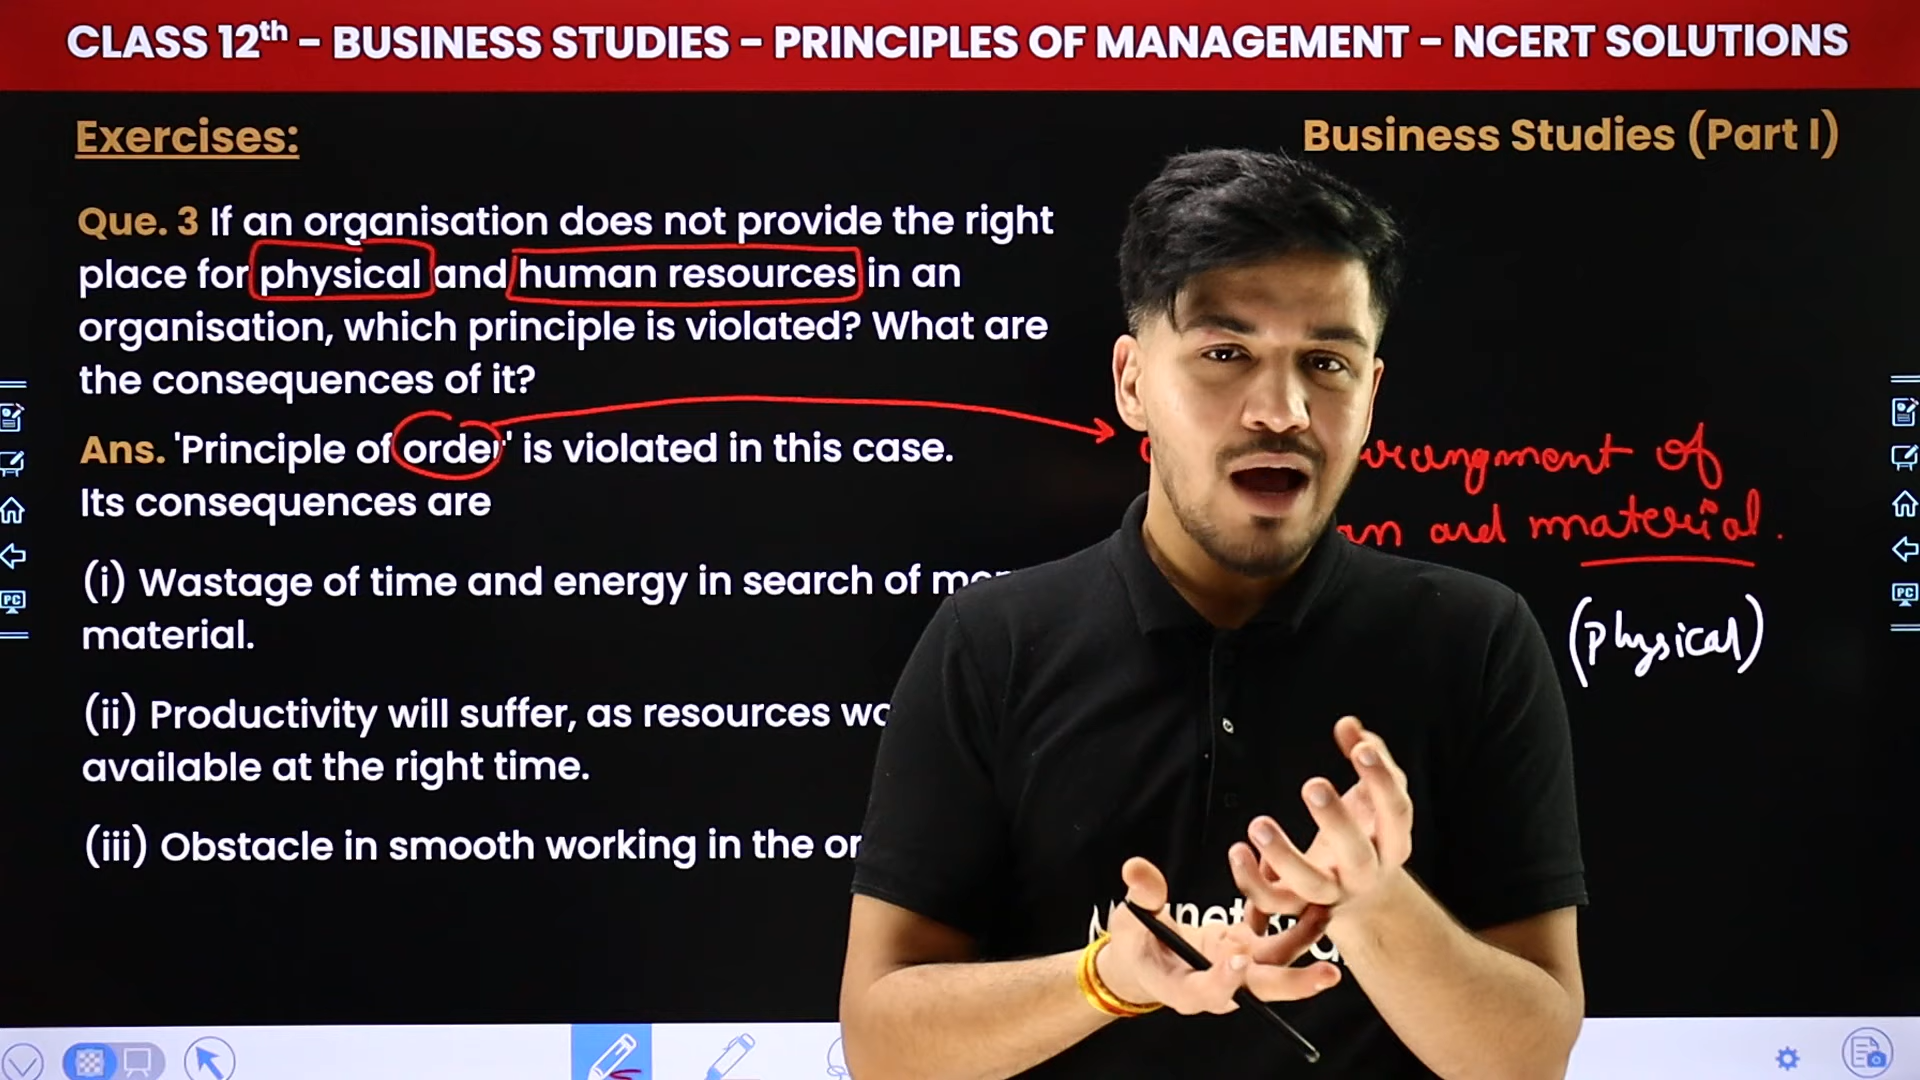 CLASS 12th – BUSINESS STUDIES – PRINCIPLES OF MANAGEMENT – NCERT SOLUTIONS
Exercises:
Business Studies (Part I)
Que. 3 If an organisation does not provide the right
place for physical and human resources in an
organisation, which principle is violated? What are
the consequences of it?
Ans. 'Principle of order' is violated in this case.
Its consequences are
of
and material.
(physical)
(i) Wastage of time and energy in search of
material.
(ii) Productivity will suffer, as resources
available at the right time.
(iii) Obstacle in smooth working in the
PC
PC